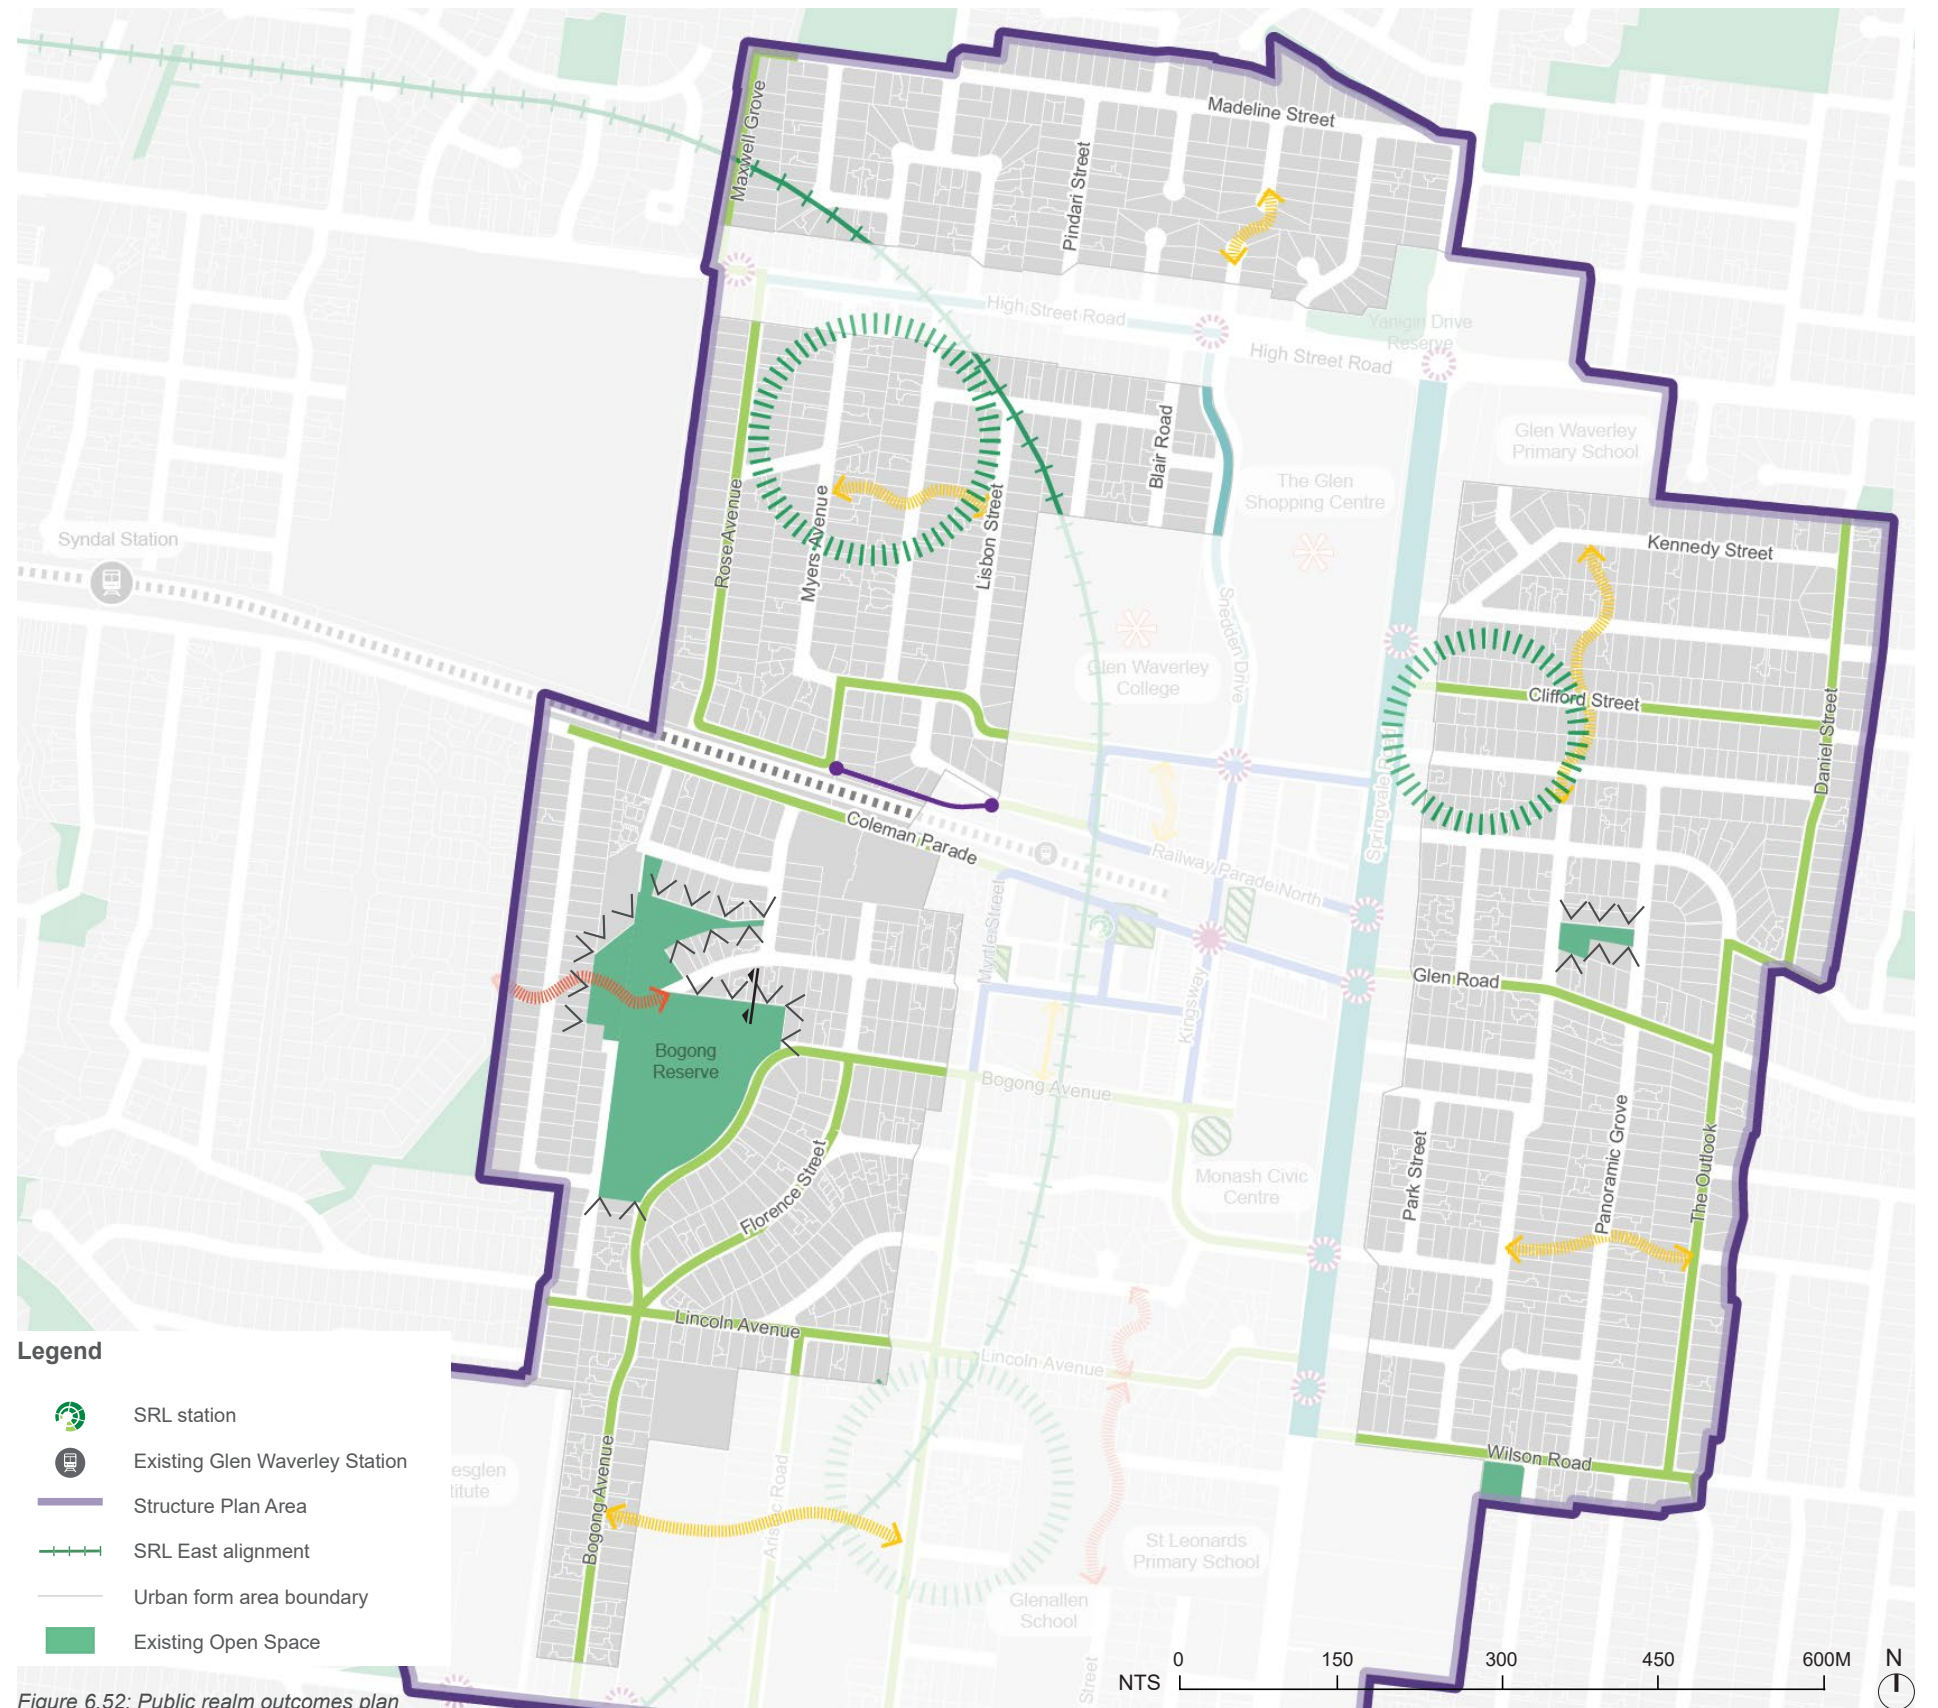 Maxwell Grove
Madeline Street
Pindari Street
High Street Road
High Street Road
Yarrigin Drive
Reserve
Glen Waverley
Primary School
The Glen
Shopping Centre
Blair Road
Syndal Station
Rose Avenue
Myers Avenue
Lisbon Street
Kennedy Street
Snedden Drive
Glen Waverley
College
Clifford Street
Daniel Street
Coleman Parade
Railway Parade North
Myrtle Street
Glen Road
Kingsway
Bogong
Reserve
Bogong Avenue
Florence Street
Monash Civic
Centre
Park Street
Panoramic Grove
The Outlook
Lincoln Avenue
Lincoln Avenue
Wilson Road
Bogong Avenue
esglen
titute
St Leonards
Primary School
Glenallen
School
Street
Legend
SRL station
Existing Glen Waverley Station
Structure Plan Area
SRL East alignment
Urban form area boundary
Existing Open Space
0 150 300 450 600M
NTS
N
Figure 6.52: Public realm outcomes plan